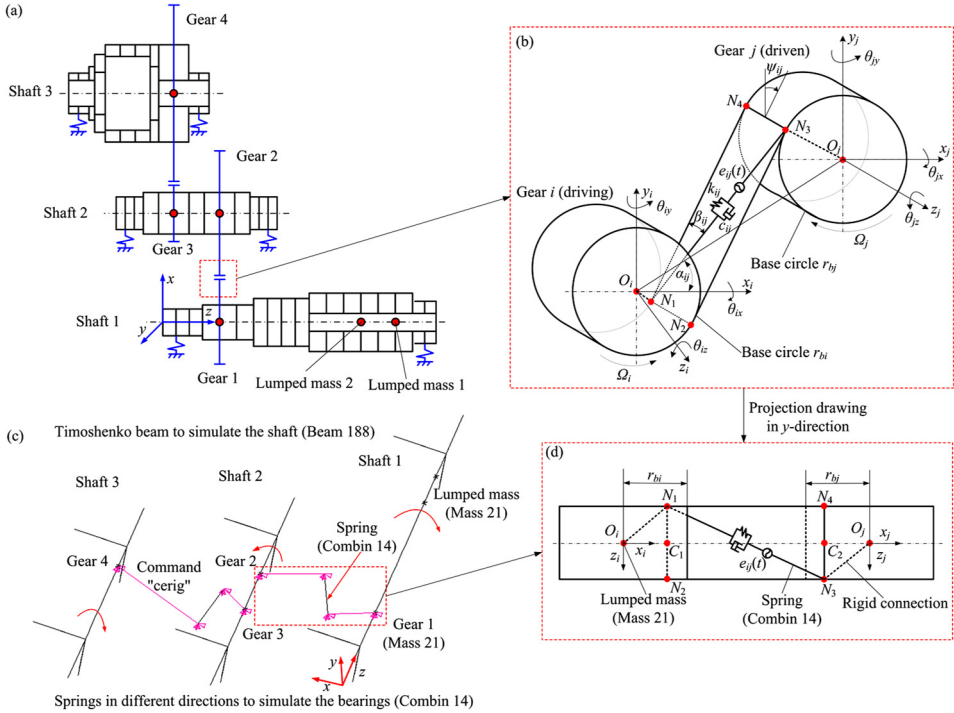 (a)
Gear 4
Shaft 3
Gear 2
Shaft 2
Gear 3
x
y
z
Shaft 1
Gear 1
Lumped mass 2
Lumped mass 1
(b)
Gear j (driven)
ψij
yj
θjy
N4
N3
Oj
xj
θjx
zj
θjz
Ωj
eij(t)
kij
cij
βij
αij
Gear i (driving)
yi
θiy
Oi
xi
θix
N1
N2
θiz
zi
Ωi
Base circle rbj
Base circle rbi
Projection drawing
in y-direction
(c)
Timoshenko beam to simulate the shaft (Beam 188)
Shaft 3
Shaft 2
Shaft 1
Lumped mass
(Mass 21)
Spring
(Combin 14)
Gear 4
Command
"cerig"
Gear 2
Gear 3
Gear 1
(Mass 21)
y
z
x
Springs in different directions to simulate the bearings (Combin 14)
(d)
rbi
rbj
N1
N4
Oi
xi
zi
C1
eij(t)
C2
Oj
xj
zj
N2
N3
Lumped mass
(Mass 21)
Spring
(Combin 14)
Rigid connection